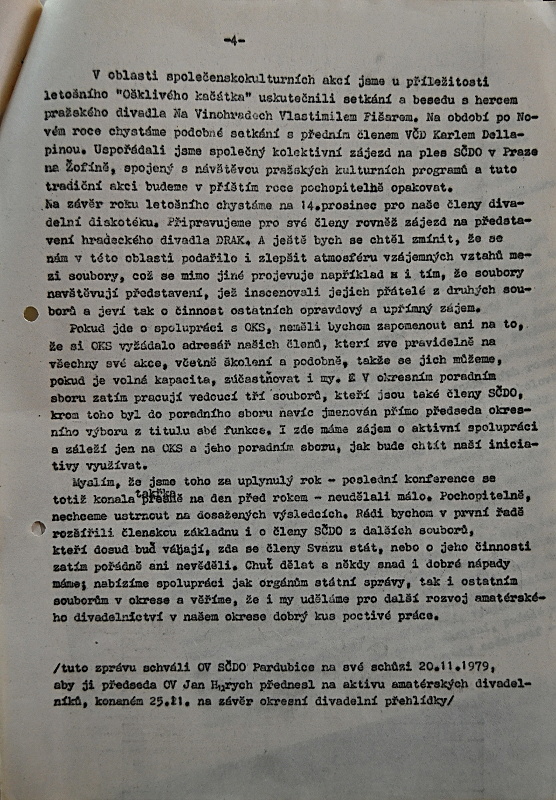 -4-
V oblasti společenskokulturních akcí jsme u příležitosti
letošního "Ošklivého kačátka" uskutečnili setkání a besedu s hercem
pražského divadla Na Vinohradech Vlastimilem Fišarem. Na období po No-
vém roce chystáme podobné setkání s předním členem VČD Karlem Della-
pinou. Uspořádali jsme společný kolektivní zájezd na ples SČDO v Praze
na Žofíně, spojený s návštěvou pražských kulturních programů a tuto
tradiční akci budeme v příštím roce pochopitelně opakovat.
Na závěr roku letošního chystáme na 14.prosinec pro naše členy diva-
delní diskotéku. Připravujeme pro své členy rovněž zájezd na předsta-
vení hradeckého divadla DRAK. A ještě bych se chtěl zmínit, že se
nám v této oblasti podařilo i zlepšit atmosféru vzájemných vztahů me-
zi soubory, což se mimo jiné projevuje například i tím, že soubory
navštěvují představení, jež inscenovali jejich přátelé z druhých sou-
borů a jeví tak o činnost ostatních opravdový a upřímný zájem.
Pokud jde o spolupráci s OKS, neměli bychom zapomenout ani na to,
že si OKS vyžádalo adresář našich členů, kteří zve pravidelně na
všechny své akce, včetně školení a podobně, takže se jich můžeme,
pokud je volná kapacita, zúčastňovat i my. V okresním poradním
sboru zatím pracují vedoucí tří souborů, kteří jsou také členy SČDO,
krom toho byl do poradního sboru navíc jmenován přímo předseda okres-
ního výboru z titulu své funkce. I zde máme zájem o aktivní spolupráci
a záleží jen na OKS a jeho poradním sboru, jak bude chtít naší inicia-
tivy využívat.
Myslím, že jsme toho za uplynulý rok - poslední konference se
totiž konala takřka na den před rokem - neudělali málo. Pochopitelně,
nechceme ustrnout na dosažených výsledcích. Rádi bychom v první řadě
rozšířili členskou základnu i o členy SČDO z dalších souborů,
kteří dosud buď váhají, zda se členy Svazu stát, nebo o jeho činnosti
zatím pořádně ani nevěděli. Chuť dělat a někdy snad i dobré nápady
máme; nabízíme spolupráci jak orgánům státní správy, tak i ostatním
souborům v okrese a věříme, že i my uděláme pro další rozvoj amatérské-
ho divadelnictví v našem okrese dobrý kus poctivé práce.
/tuto zprávu schváli OV SČDO Pardubice na své schůzi 20.11.1979,
aby ji předseda OV Jan Hurych přednesl na aktivu amatérských divadel-
níků, konaném 25.11. na závěr okresní divadelní přehlídky/